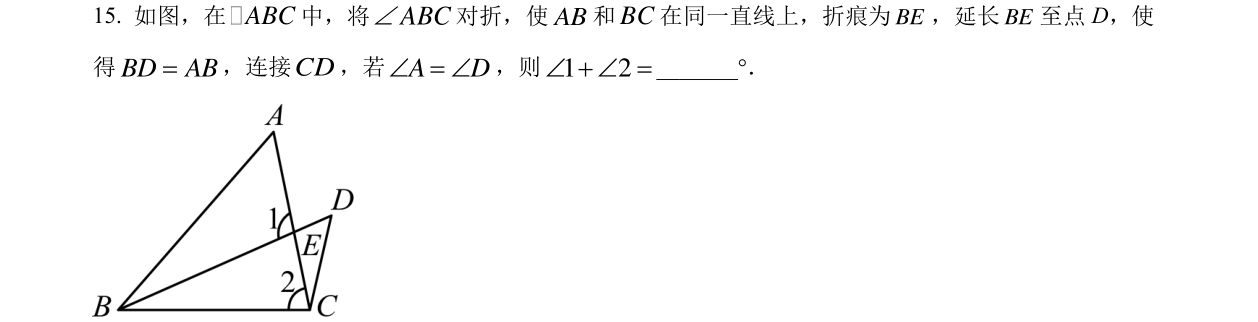 15. 如图，在□ABC 中，将∠ABC 对折，使 AB 和 BC 在同一直线上，折痕为 BE，延长 BE 至点 D，使
得 BD = AB，连接 CD，若∠A = ∠D，则∠1+∠2 = _______°.
A
D
1
E
2
B
C